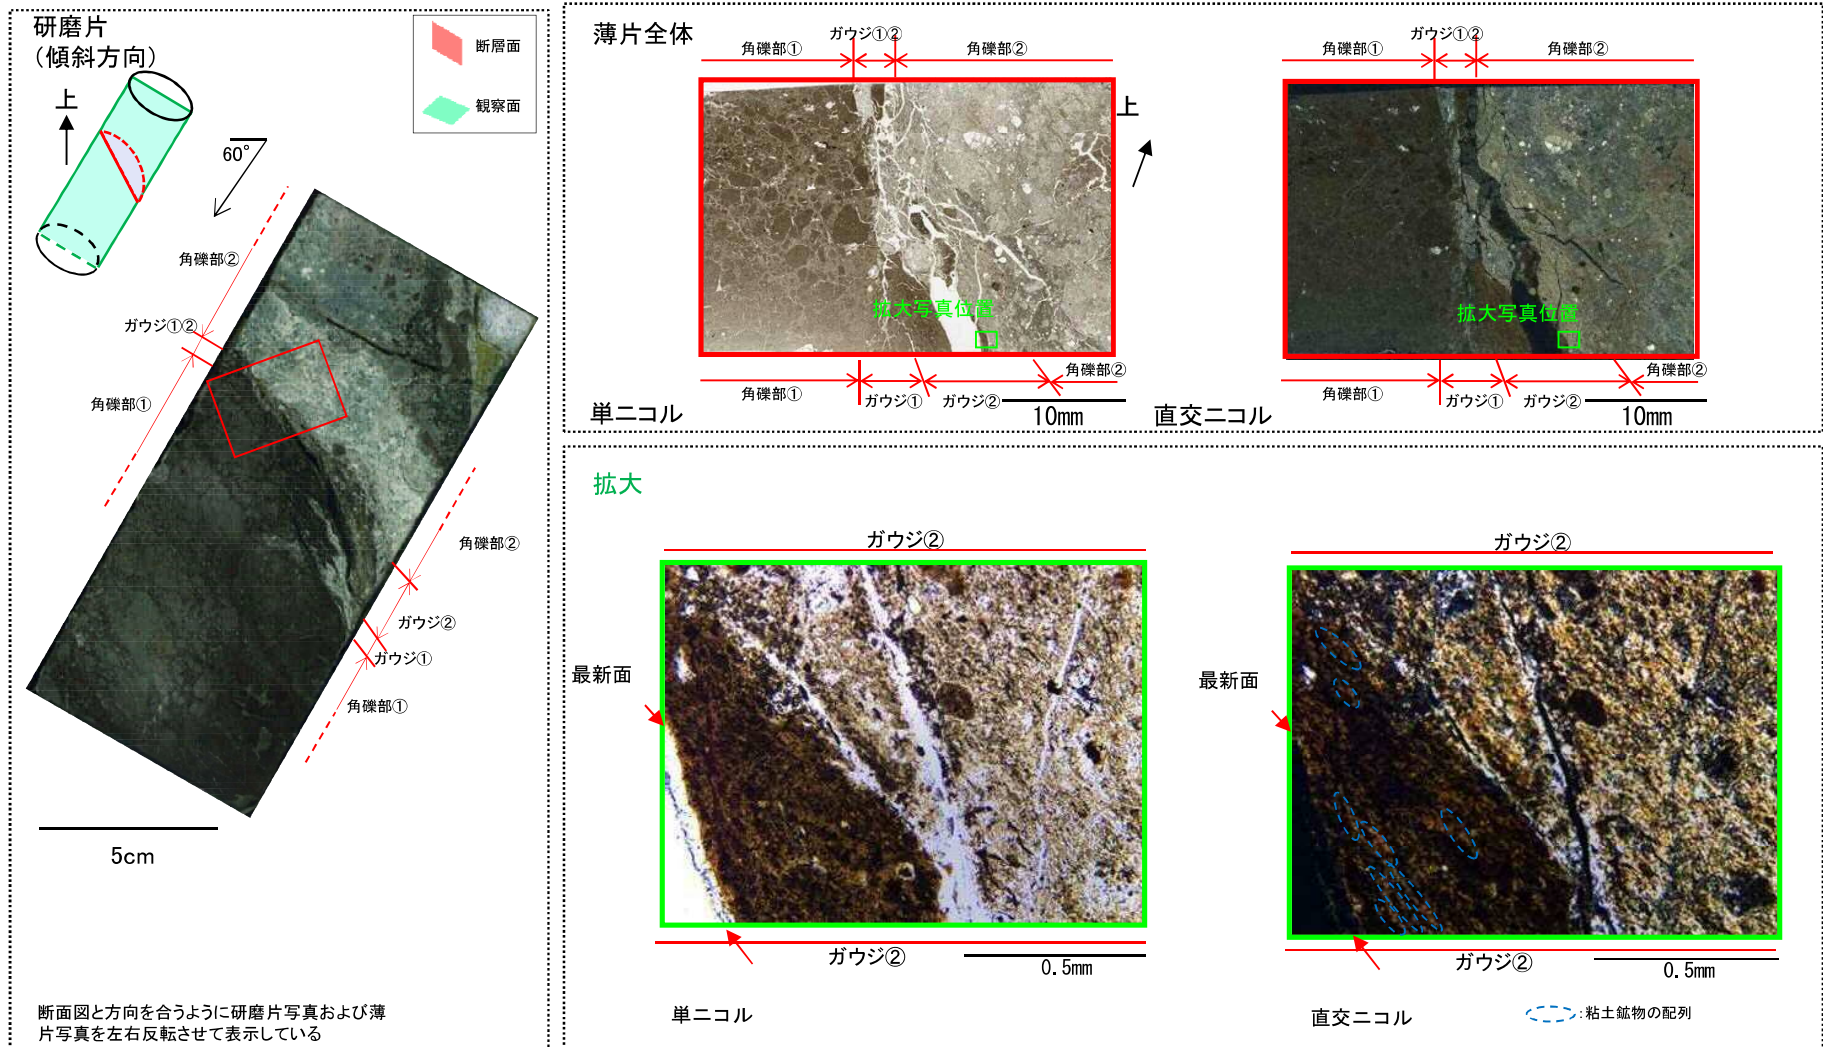 研磨片
(傾斜方向)
断層面
観察面
上
60°
角礫部②
ガウジ①②
角礫部①
角礫部②
ガウジ②
ガウジ①
角礫部①
5cm
断面図と方向を合うように研磨片写真および薄
片写真を左右反転させて表示している
薄片全体
角礫部①
ガウジ①②
角礫部②
上
拡大写真位置
角礫部①
ガウジ①
ガウジ②
角礫部②
単ニコル
10mm
角礫部①
ガウジ①②
角礫部②
拡大写真位置
角礫部①
ガウジ①
ガウジ②
角礫部②
直交ニコル
10mm
拡大
ガウジ②
最新面
ガウジ②
0.5mm
単ニコル
ガウジ②
最新面
ガウジ②
0.5mm
直交ニコル
:粘土鉱物の配列